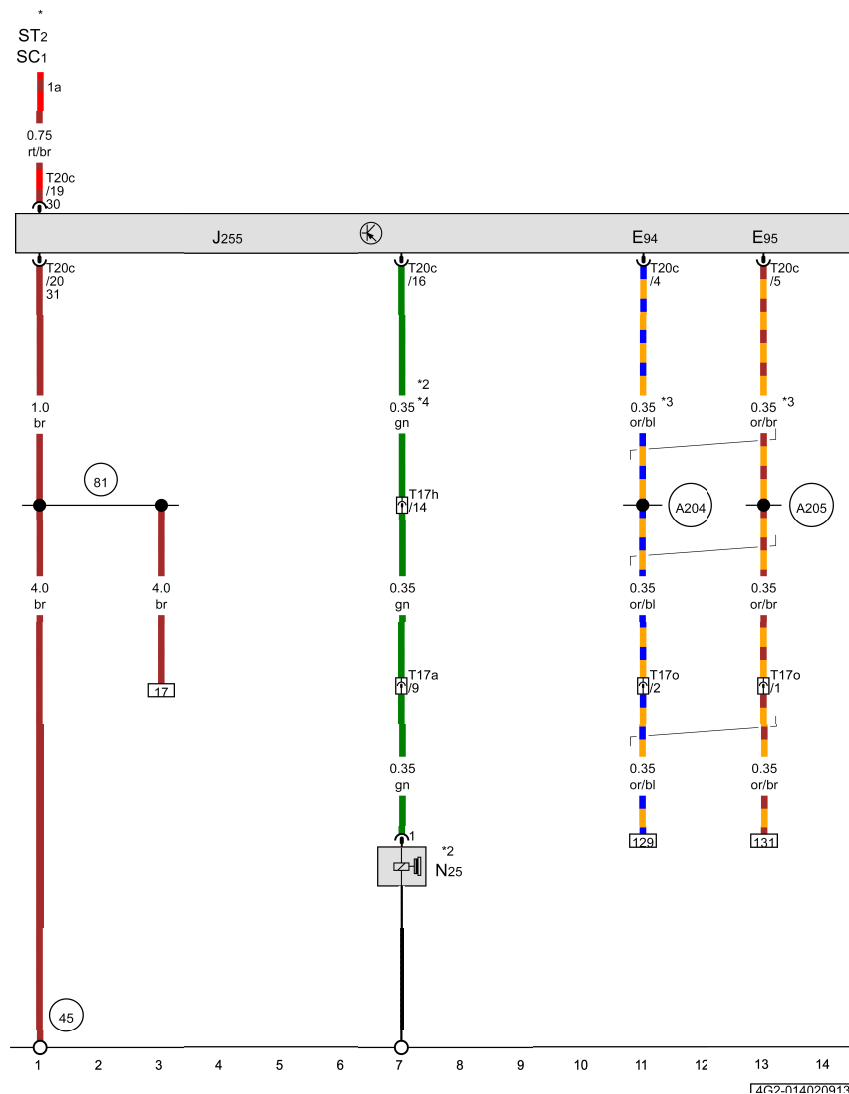 *
ST2
SC1
1a
0.75
rt/br
T20c
/19
30
J255
E94
E95
T20c
/20
31
T20c
/16
T20c
/4
T20c
/5
*2
1.0
br
0.35 *4
gn
0.35 *3
or/bl
0.35 *3
or/br
81
T17h
/14
A204
A205
4.0
br
4.0
br
0.35
gn
0.35
or/bl
0.35
or/br
17
T17a
/9
T17o
/2
T17o
/1
0.35
gn
0.35
or/bl
0.35
or/br
1
*2
N25
129
131
45
1 2 3 4 5 6 7 8 9 10 11 12 13 14
4G2-014020913